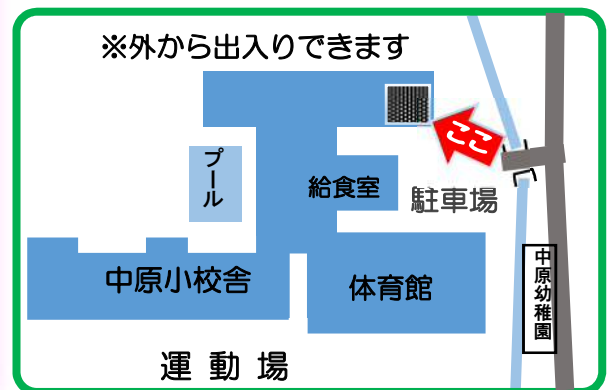 ※外から出入りできます
ここ
プール
給食室
駐車場
中原幼稚園
中原小校舎
体育館
運動場